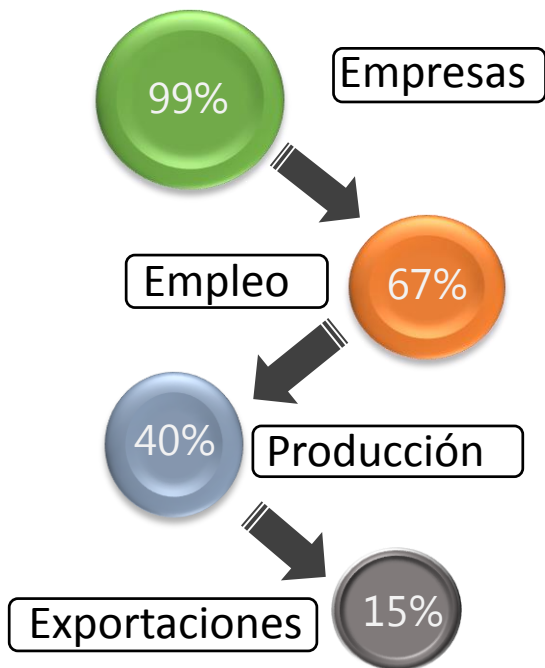 99%
Empresas
Empleo
67%
40%
Producción
Exportaciones
15%